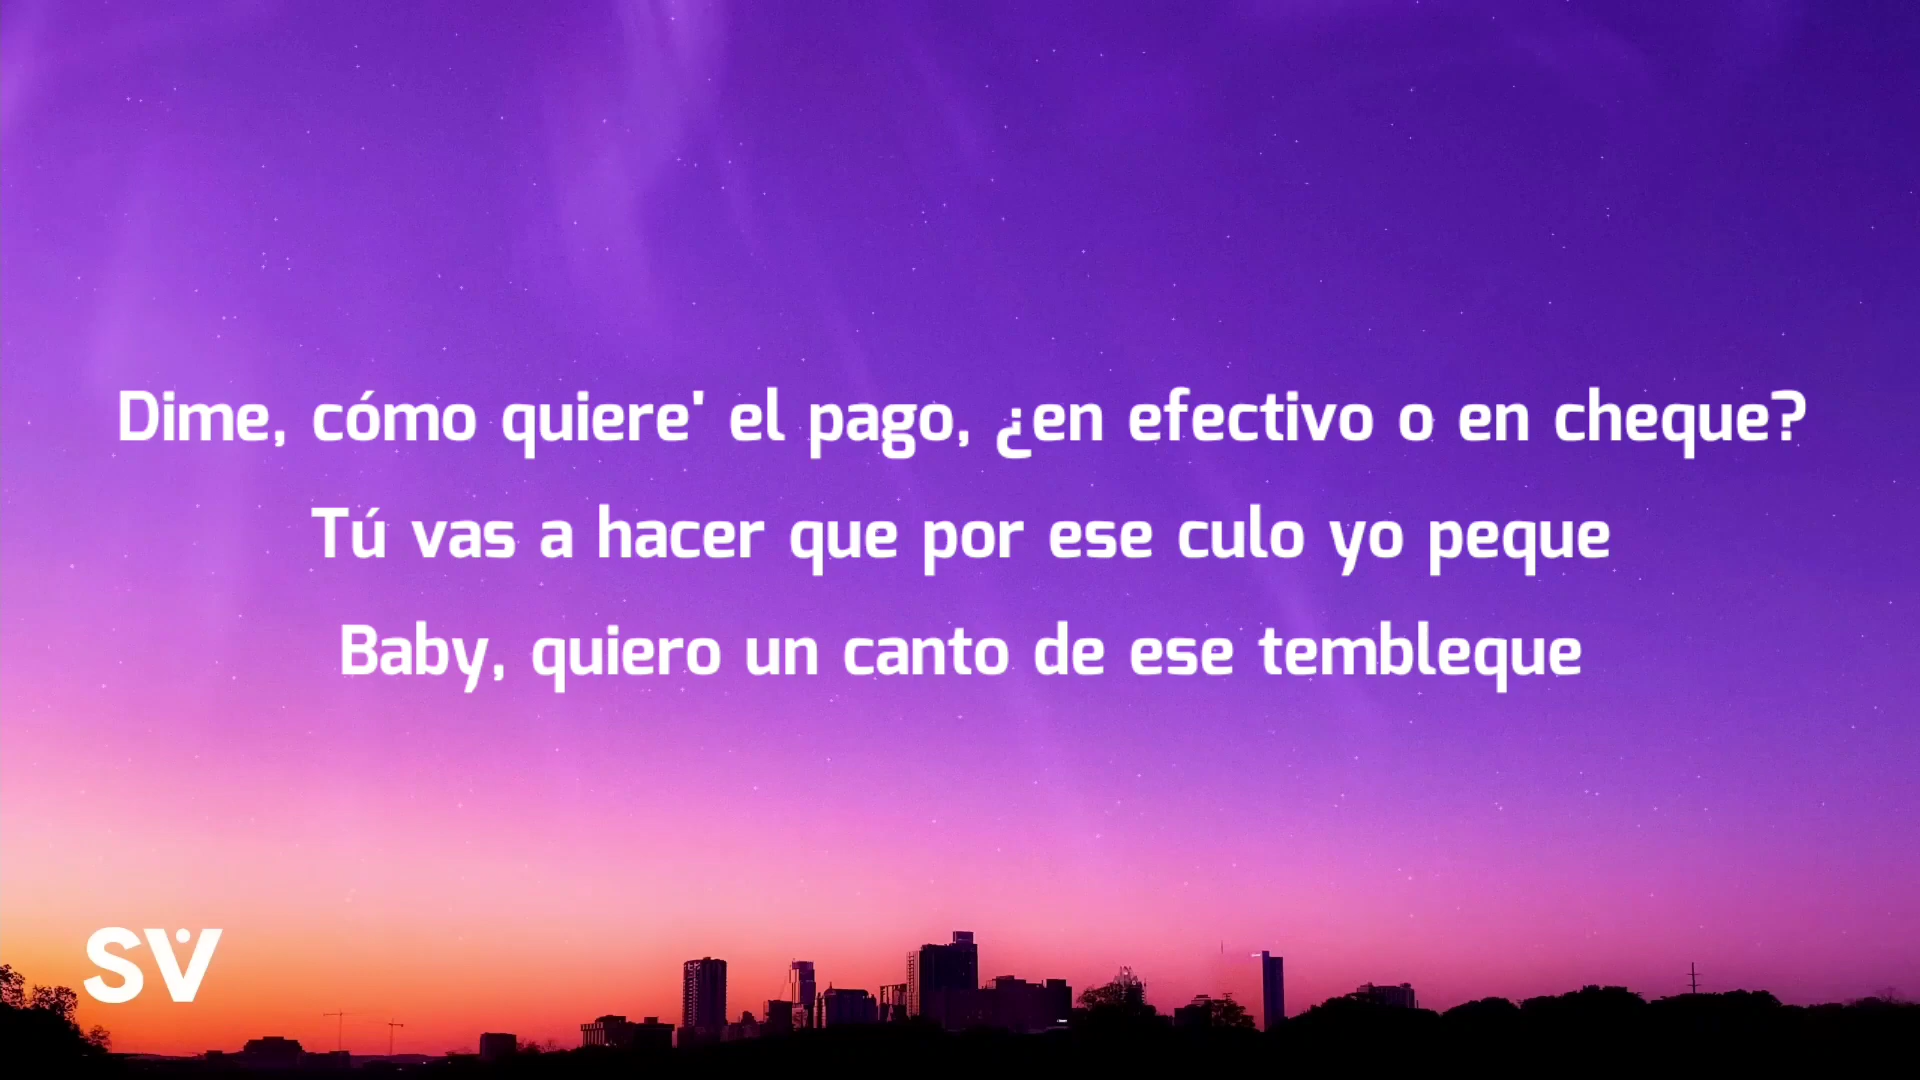 Dime, cómo quiere' el pago, ¿en efectivo o en cheque?
Tú vas a hacer que por ese culo yo peque
Baby, quiero un canto de ese tembleque
SV